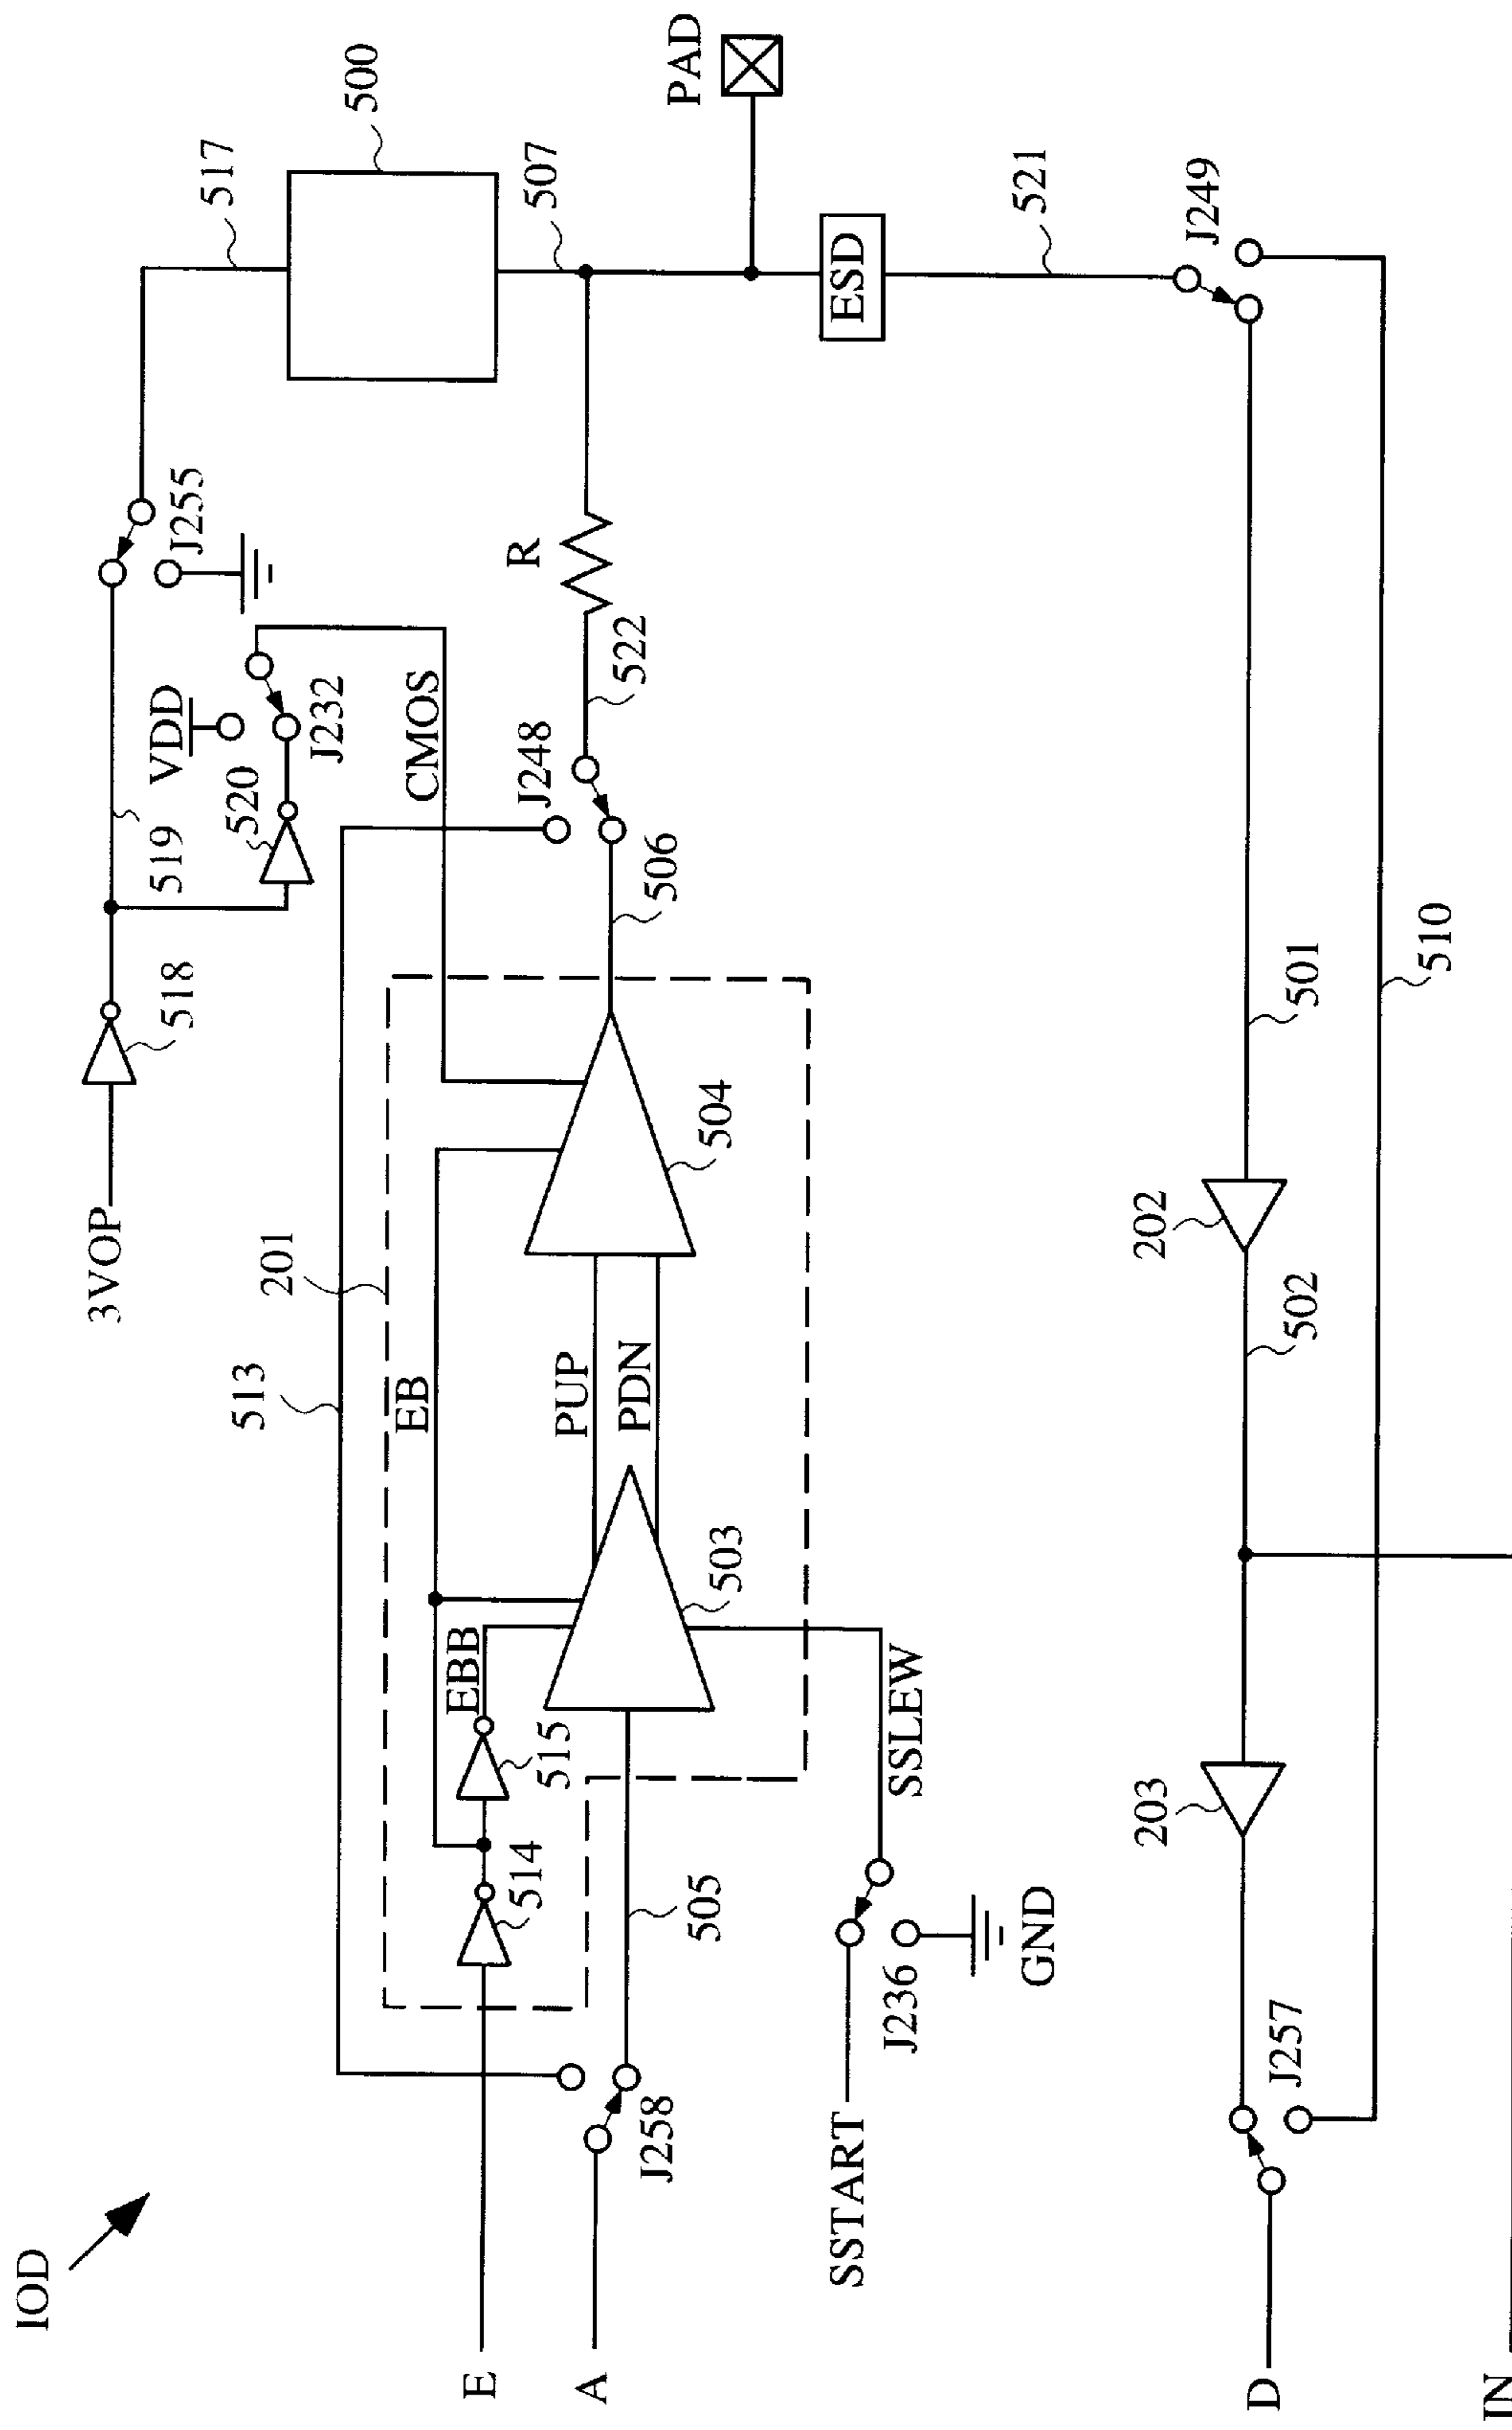 IOD
E
A
SSTART
D
IN
J258
J236
GND
J257
505
514
515
EBB
EB
SSLEW
503
203
513
201
PUP
PDN
504
502
202
3VOP
518
519
520
VDD
J232
CMOS
J248
506
522
R
J255
501
510
517
500
507
PAD
ESD
521
J249